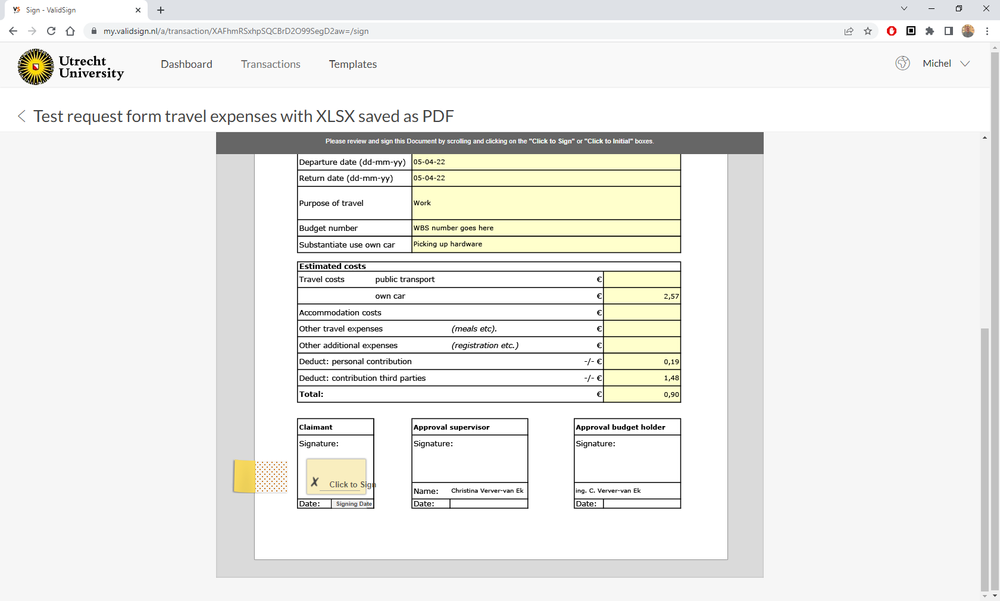 Sign - ValidSign
my.validsign.nl/a/transaction/XAFhmRSxhpSQCBrD2O99SegD2aw=/sign
Utrecht
University
Dashboard
Transactions
Templates
Michel
Test request form travel expenses with XLSX saved as PDF
Please review and sign this Document by scrolling and clicking on the "Click to Sign" or "Click to Initial" boxes.
Departure date (dd-mm-yy) 05-04-22
Return date (dd-mm-yy) 05-04-22
Purpose of travel Work
Budget number WBS number goes here
Substantiate use own car Picking up hardware
Estimated costs
Travel costs public transport €
own car € 2,57
Accommodation costs €
Other travel expenses (meals etc). €
Other additional expenses (registration etc.) €
Deduct: personal contribution -/- € 0,19
Deduct: contribution third parties -/- € 1,48
Total: € 0,90
Claimant
Signature:
X Click to Sign
Date: Signing Date
Approval supervisor
Signature:
Name: Christina Verver-van Ek
Date:
Approval budget holder
Signature:
ing. C. Verver-van Ek
Date: